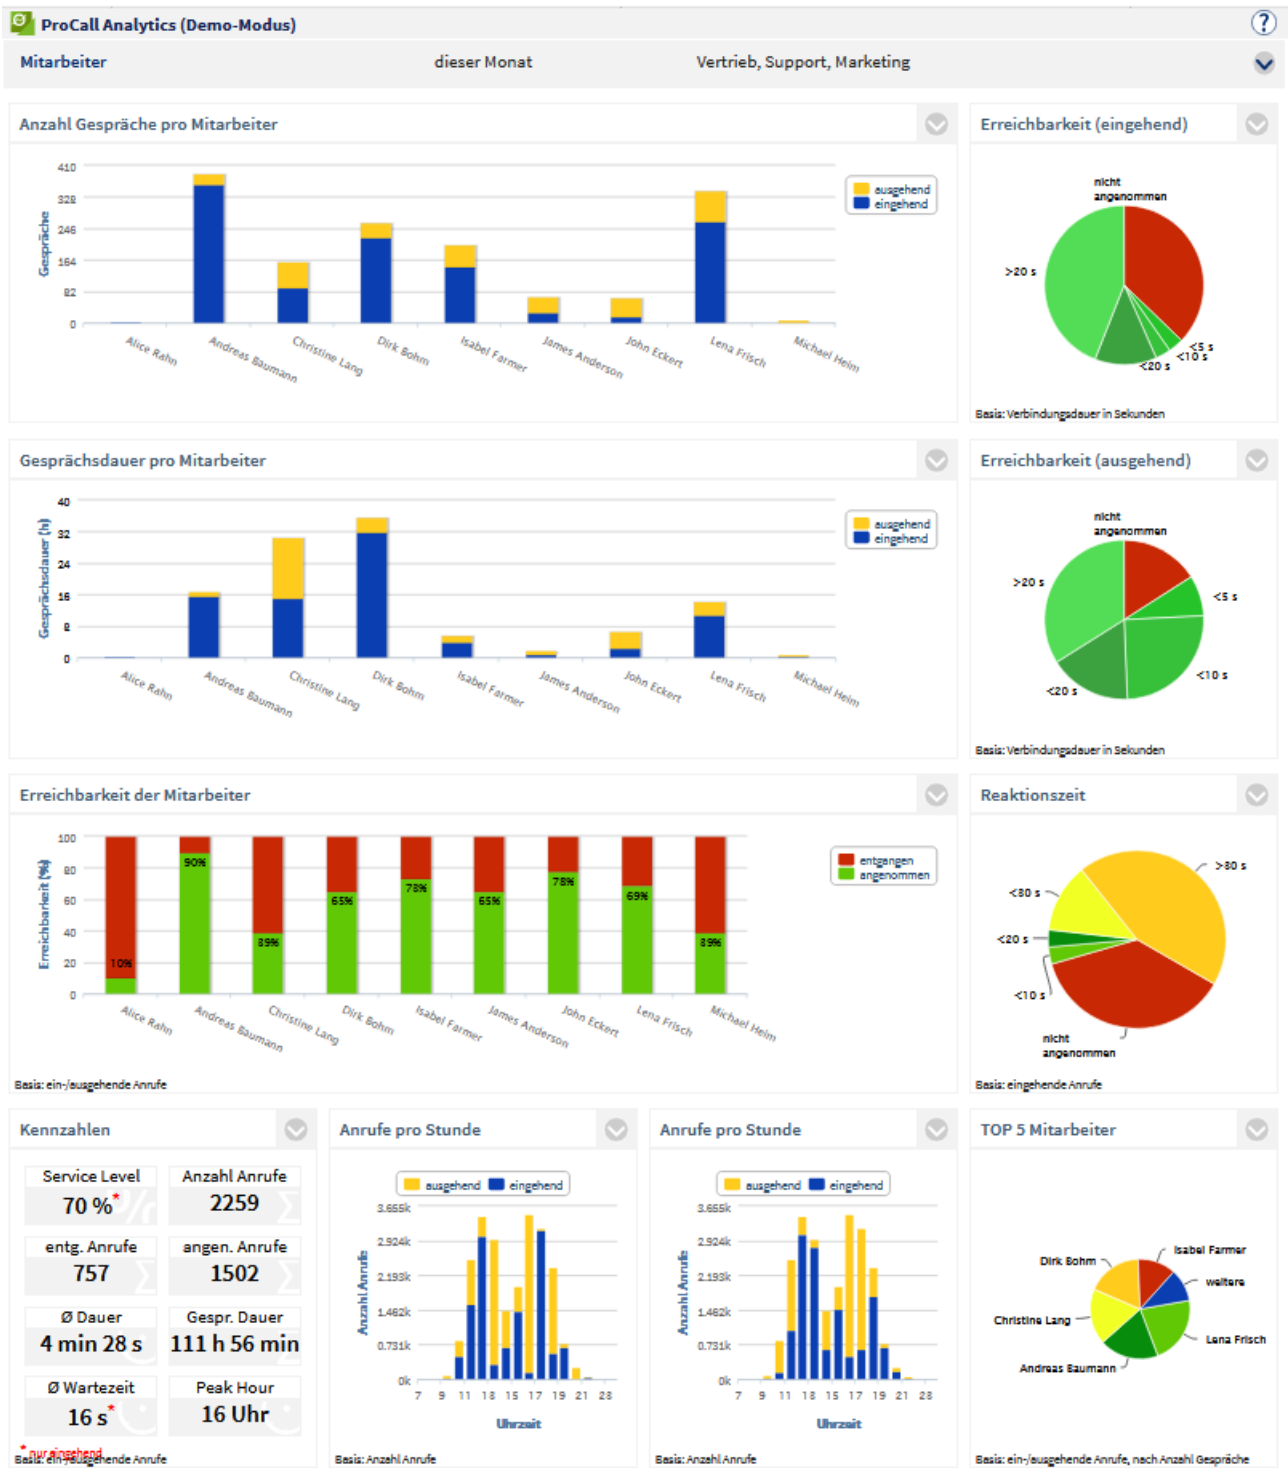 ProCall Analytics (Demo-Modus)
?
Mitarbeiter dieser Monat Vertrieb, Support, Marketing
Anzahl Gespräche pro Mitarbeiter
410
328
246
164
82
0
Gespräche
ausgehend
eingehend
Alice Rahn
Andreas Baumann
Christine Lang
Dirk Bohm
Isabel Farmer
James Anderson
John Eckert
Lena Frisch
Michael Heim
Erreichbarkeit (eingehend)
nicht
angenommen
>20 s
<5 s
<10 s
<20 s
Basis: Verbindungsdauer in Sekunden
Gesprächsdauer pro Mitarbeiter
40
32
24
16
8
0
Gesprächsdauer (h)
ausgehend
eingehend
Alice Rahn
Andreas Baumann
Christine Lang
Dirk Bohm
Isabel Farmer
James Anderson
John Eckert
Lena Frisch
Michael Heim
Erreichbarkeit (ausgehend)
nicht
angenommen
>20 s
<5 s
<10 s
<20 s
Basis: Verbindungsdauer in Sekunden
Erreichbarkeit der Mitarbeiter
100
80
60
40
20
0
Erreichbarkeit (%)
entgangen
angenommen
10%
90%
39%
65%
73%
65%
78%
69%
39%
Alice Rahn
Andreas Baumann
Christine Lang
Dirk Bohm
Isabel Farmer
James Anderson
John Eckert
Lena Frisch
Michael Heim
Basis: ein-/ausgehende Anrufe
Reaktionszeit
>30 s
<30 s
<20 s
<10 s
nicht
angenommen
Basis: eingehende Anrufe
Kennzahlen
Service Level
70 %*
Anzahl Anrufe
2259
entg. Anrufe
757
angen. Anrufe
1502
Ø Dauer
4 min 28 s
Gespr. Dauer
111 h 56 min
Ø Wartezeit
16 s*
Peak Hour
16 Uhr
* nur eingehend
Basis: ein-/ausgehende Anrufe
Anrufe pro Stunde
ausgehend eingehend
3.655k
2.924k
2.193k
1.462k
0.731k
0k
Anzahl Anrufe
7 9 11 13 15 17 19 21 23
Uhrzeit
Basis: Anzahl Anrufe
Anrufe pro Stunde
ausgehend eingehend
3.655k
2.924k
2.193k
1.462k
0.731k
0k
Anzahl Anrufe
7 9 11 13 15 17 19 21 23
Uhrzeit
Basis: Anzahl Anrufe
TOP 5 Mitarbeiter
Isabel Farmer
Dirk Bohm
weitere
Christine Lang
Lena Frisch
Andreas Baumann
Basis: ein-/ausgehende Anrufe, nach Anzahl Gespräche